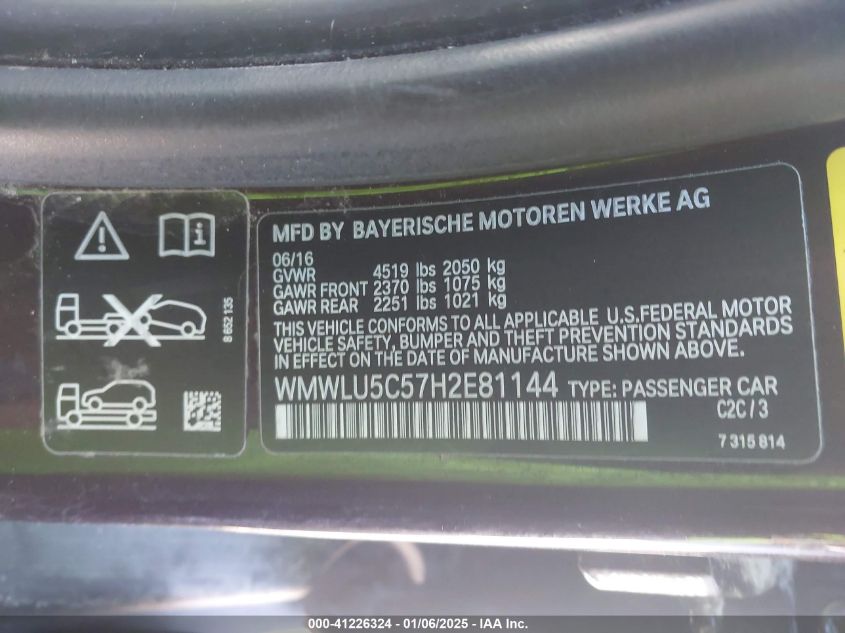 MFD BY BAYERISCHE MOTOREN WERKE AG
06/16
GVWR 4519 lbs 2050 kg
GAWR FRONT 2370 lbs 1075 kg
GAWR REAR 2251 lbs 1021 kg
THIS VEHICLE CONFORMS TO ALL APPLICABLE U.S.FEDERAL MOTOR
VEHICLE SAFETY, BUMPER AND THEFT PREVENTION STANDARDS
IN EFFECT ON THE DATE OF MANUFACTURE SHOWN ABOVE.
WMWLU5C57H2E81144 TYPE: PASSENGER CAR
C2C / 3
7 315 814
8 652 135
000-41226324 | 01/06/2025 - IAA Inc.